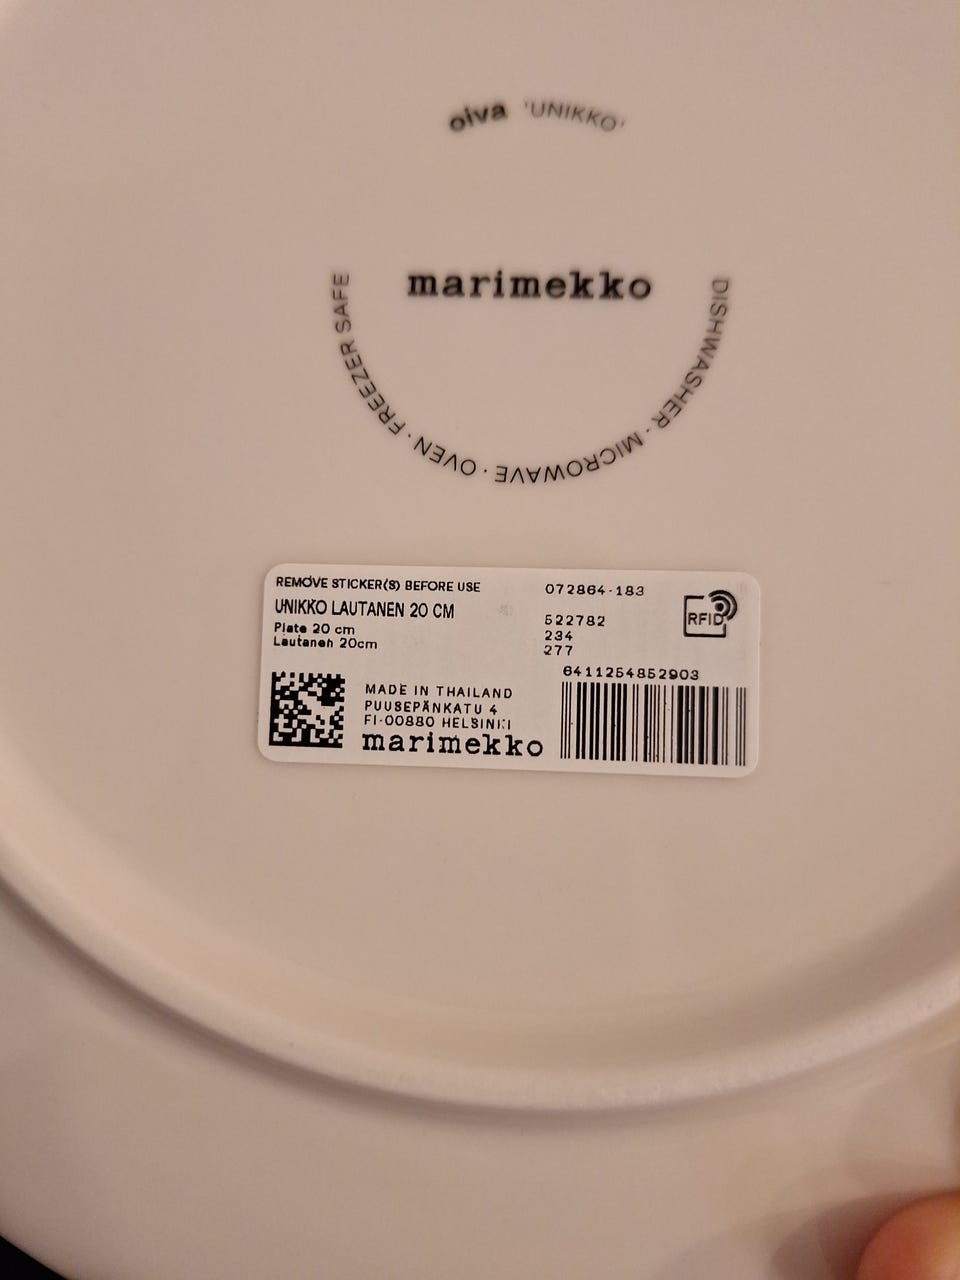 oiva 'UNIKKO'
marimekko
DISHWASHER · MICROWAVE · OVEN · FREEZER SAFE
REMOVE STICKER(S) BEFORE USE
072864-183
UNIKKO LAUTANEN 20 CM
Plate 20 cm
Lautanen 20cm
522782
234
277
RFID
6411254852903
MADE IN THAILAND
PUUSEPÄNKATU 4
FI-00880 HELSINKI
marimekko